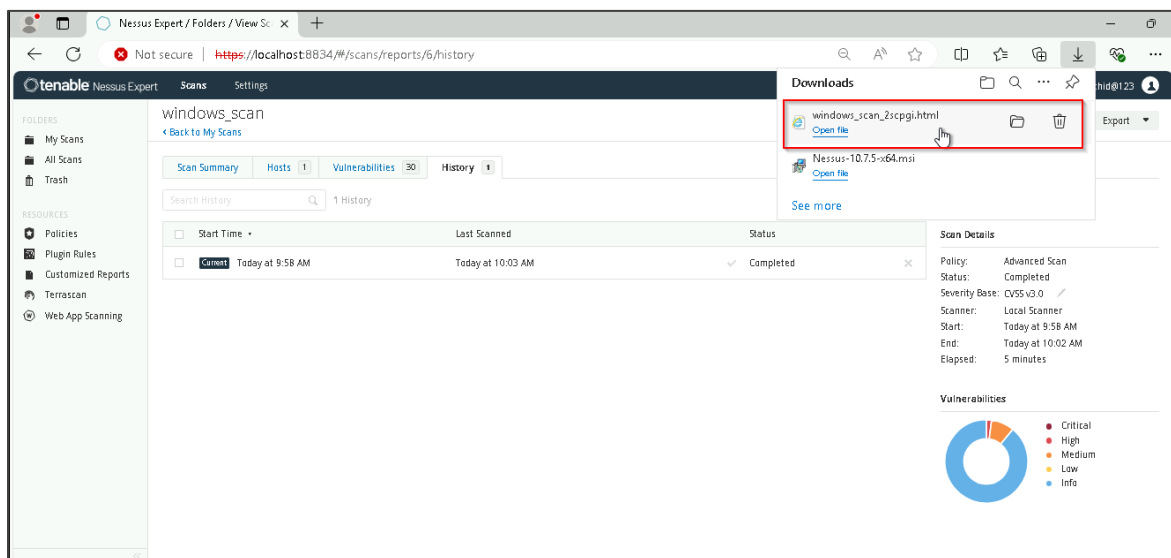 Nessus Expert / Folders / View Sc
Not secure | https://localhost:8834/#/scans/reports/6/history
tenable Nessus Expert Scans Settings
Downloads
hid@123
windows_scan_2scpgi.html
Open file
Nessus-10.7.5-x64.msi
Open file
See more
Export
FOLDERS
My Scans
All Scans
Trash
RESOURCES
Policies
Plugin Rules
Customized Reports
Terrascan
Web App Scanning
windows_scan
Back to My Scans
Scan Summary Hosts 1 Vulnerabilities 30 History 1
Search History 1 History
Start Time Last Scanned Status
Current Today at 9:58 AM Today at 10:03 AM Completed
Scan Details
Policy: Advanced Scan
Status: Completed
Severity Base: CVSS v3.0
Scanner: Local Scanner
Start: Today at 9:58 AM
End: Today at 10:02 AM
Elapsed: 5 minutes
Vulnerabilities
Critical
High
Medium
Low
Info